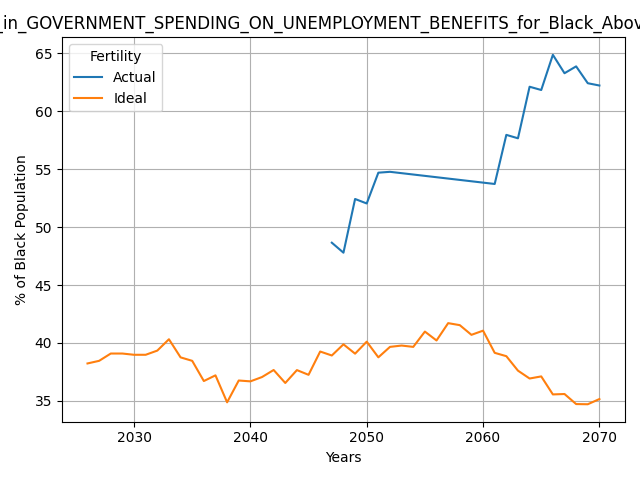 _in_GOVERNMENT_SPENDING_ON_UNEMPLOYMENT_BENEFITS_for_Black_Abov
Fertility
Actual
Ideal
% of Black Population
65
60
55
50
45
40
35
2030 2040 2050 2060 2070
Years